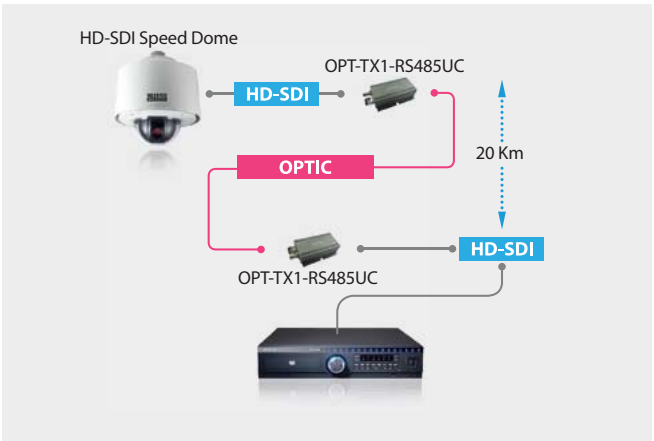 HD-SDI Speed Dome
OPT-TX1-RS485UC
HD-SDI
20 Km
OPTIC
HD-SDI
OPT-TX1-RS485UC